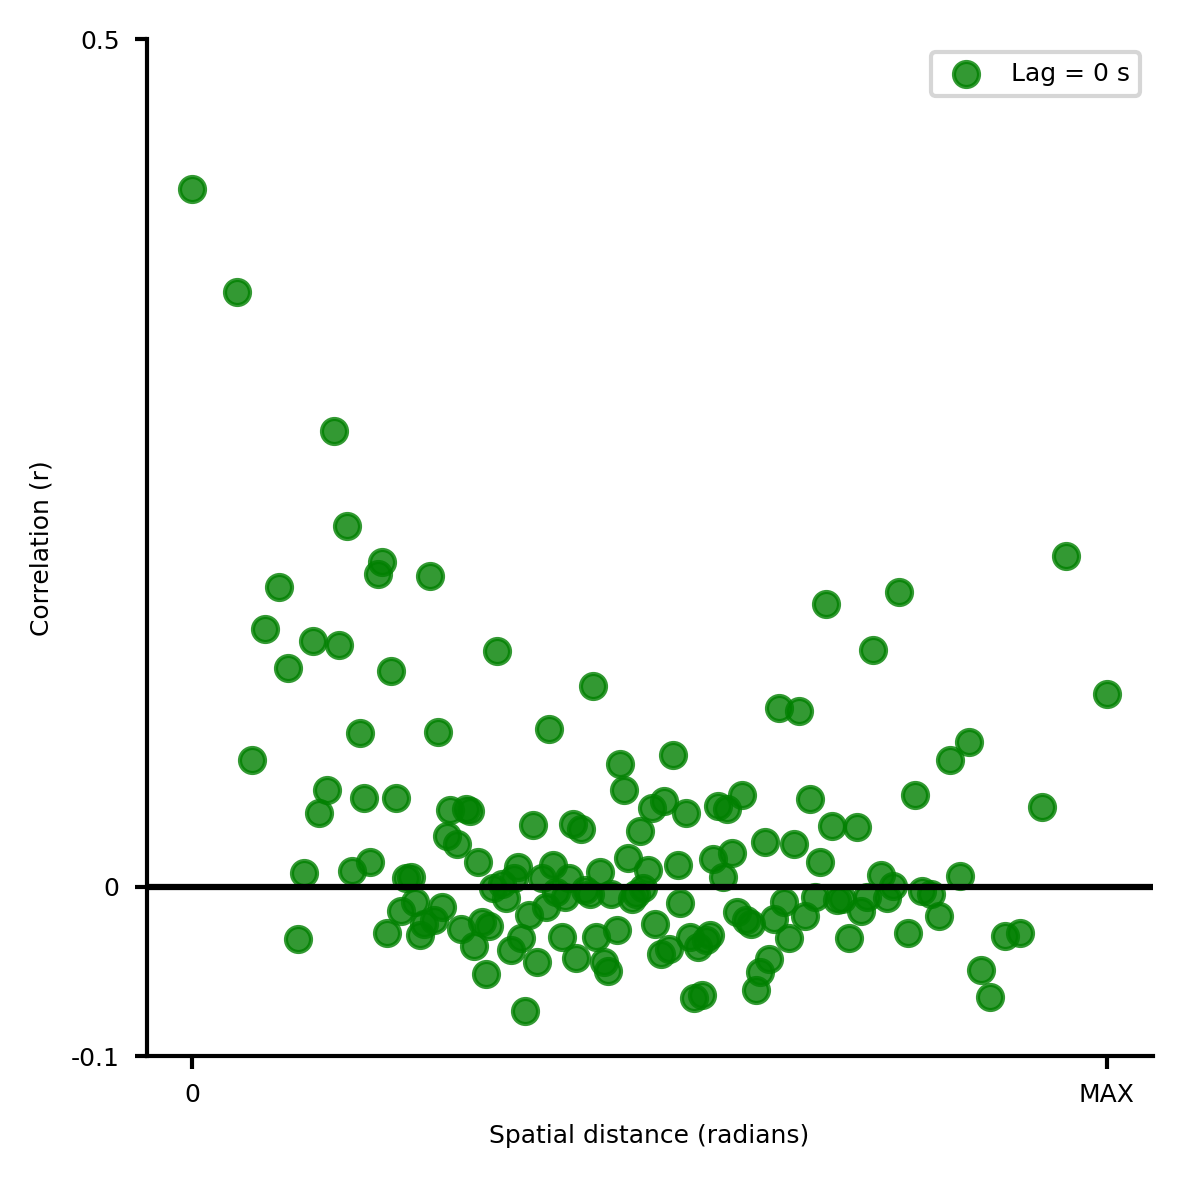 0.5
Lag = 0 s
Correlation (r)
0
-0.1
0
MAX
Spatial distance (radians)